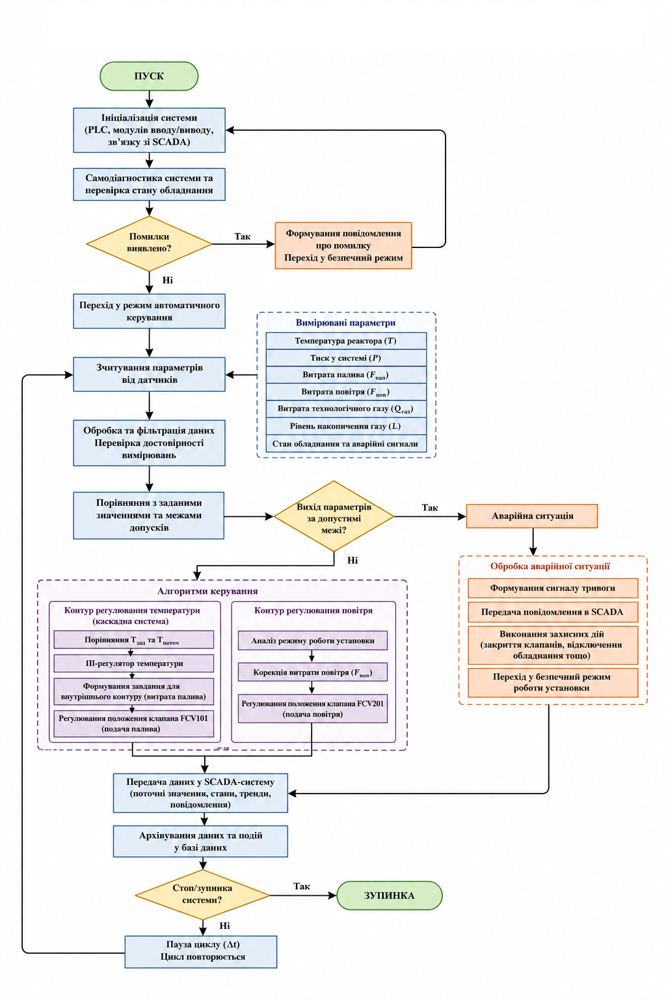 ПУСК
Ініціалізація системи
(PLC, модулів вводу/виводу,
зв’язку зі SCADA)
Самодіагностика системи та
перевірка стану обладнання
Помилки
виявлено?
Так
Формування повідомлення
про помилку
Перехід у безпечний режим
Ні
Перехід у режим автоматичного
керування
Зчитування параметрів
від датчиків
Вимірювані параметри
Температура реактора (T)
Тиск у системі (P)
Витрата палива (Fпал)
Витрата повітря (Fпов)
Витрата технологічного газу (Qгаз)
Рівень накопичення газу (L)
Стан обладнання та аварійні сигнали
Обробка та фільтрація даних
Перевірка достовірності
вимірювань
Порівняння з заданими
значеннями та межами
допусків
Вихід параметрів
за допустимі
межі?
Так
Аварійна ситуація
Ні
Обробка аварійної ситуації
Формування сигналу тривоги
Передача повідомлення в SCADA
Виконання захисних дій
(закриття клапанів, відключення
обладнання тощо)
Перехід у безпечний режим
роботи установки
Алгоритми керування
Контур регулювання температури
(каскадна система)
Порівняння Tзад та Tпоточ
ПІ-регулятор температури
Формування завдання для
внутрішнього контуру (витрата палива)
Регулювання положення клапана FCV101
(подача палива)
Контур регулювання повітря
Аналіз режиму роботи установки
Корекція витрати повітря (Fпов)
Регулювання положення клапана FCV201
(подача повітря)
Передача даних у SCADA-систему
(поточні значення, стани, тренди,
повідомлення)
Архівування даних та подій
у базі даних
Стоп/зупинка
системи?
Так
ЗУПИНКА
Ні
Пауза циклу (Δt)
Цикл повторюється